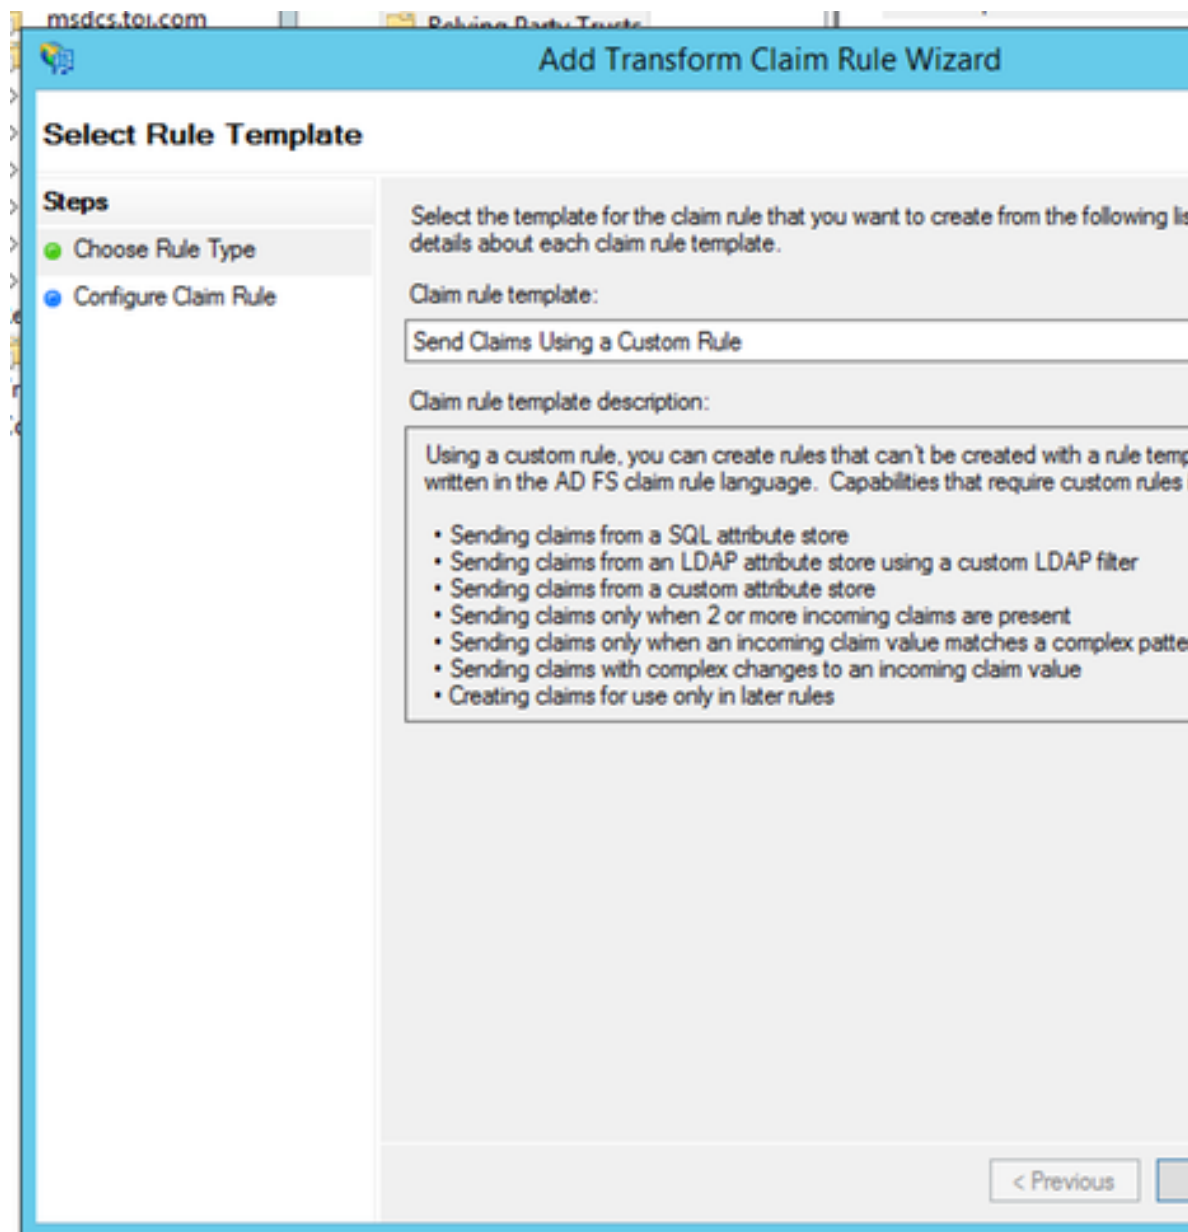 msdcs.toi.com
Relying Party Trusts
Add Transform Claim Rule Wizard
Select Rule Template
Steps
Choose Rule Type
Configure Claim Rule
Select the template for the claim rule that you want to create from the following lis
details about each claim rule template.
Claim rule template:
Send Claims Using a Custom Rule
Claim rule template description:
Using a custom rule, you can create rules that can't be created with a rule temp
written in the AD FS claim rule language. Capabilities that require custom rules
• Sending claims from a SQL attribute store
• Sending claims from an LDAP attribute store using a custom LDAP filter
• Sending claims from a custom attribute store
• Sending claims only when 2 or more incoming claims are present
• Sending claims only when an incoming claim value matches a complex patte
• Sending claims with complex changes to an incoming claim value
• Creating claims for use only in later rules
< Previous